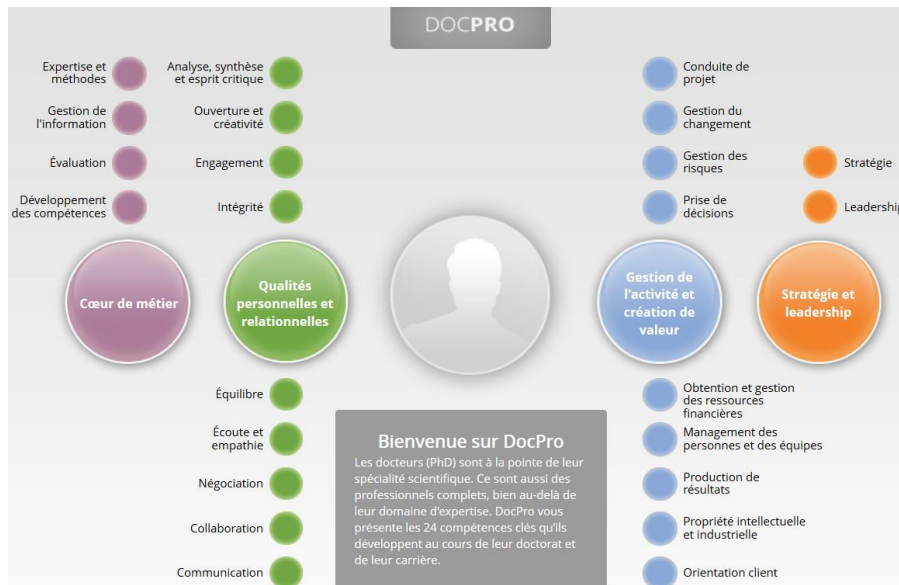 DOCPRO
Expertise et
méthodes
Gestion de
l'information
Évaluation
Développement
des compétences
Analyse, synthèse
et esprit critique
Ouverture et
créativité
Engagement
Intégrité
Conduite de
projet
Gestion du
changement
Gestion des
risques
Prise de
décisions
Stratégie
Leadership
Cœur de métier
Qualités
personnelles et
relationnelles
Gestion de
l'activité et
création de
valeur
Stratégie et
leadership
Équilibre
Écoute et
empathie
Négociation
Collaboration
Communication
Bienvenue sur DocPro
Les docteurs (PhD) sont à la pointe de leur
spécialité scientifique. Ce sont aussi des
professionnels complets, bien au-delà de
leur domaine d'expertise. DocPro vous
présente les 24 compétences clés qu'ils
développent au cours de leur doctorat et
de leur carrière.
Obtention et gestion
des ressources
financières
Management des
personnes et des équipes
Production de
résultats
Propriété intellectuelle
et industrielle
Orientation client